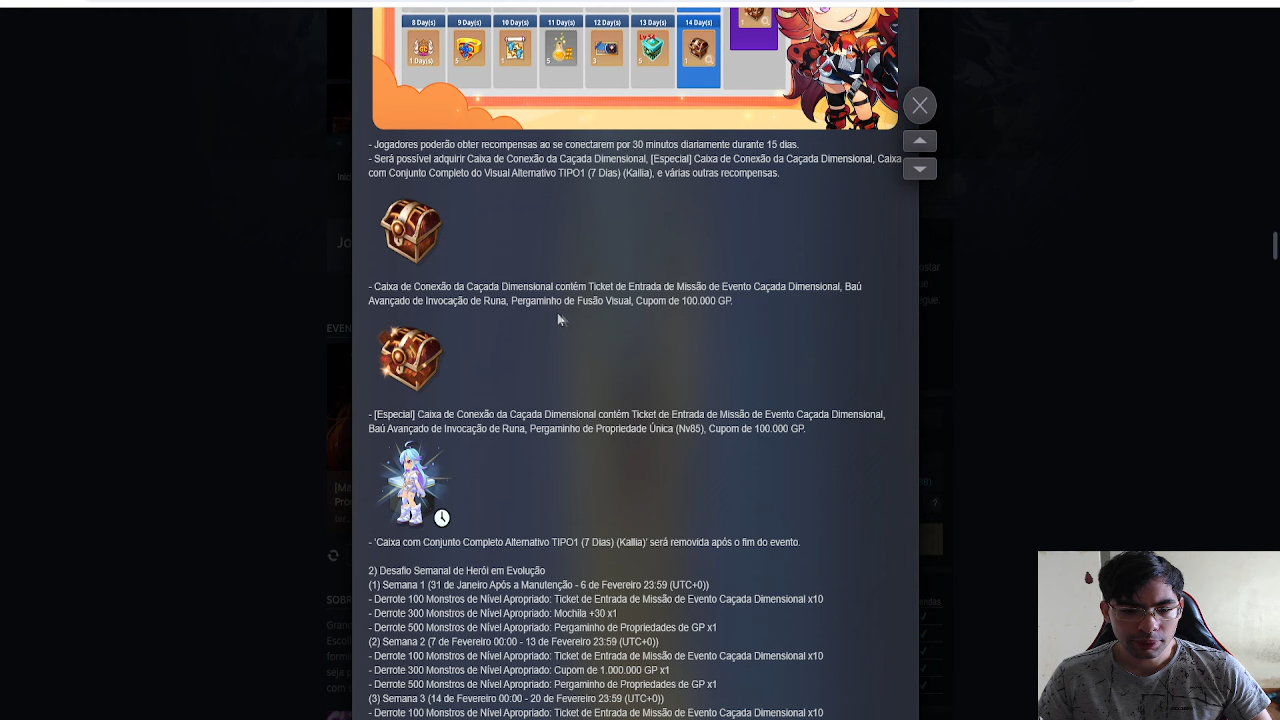 8 Day(s) 9 Day(s) 10 Day(s) 11 Day(s) 12 Day(s) 13 Day(s) 14 Day(s)
1 Day(s) 5 1 5 3 5 1
1
- Jogadores poderão obter recompensas ao se conectarem por 30 minutos diariamente durante 15 dias.
- Será possível adquirir Caixa de Conexão da Caçada Dimensional, [Especial] Caixa de Conexão da Caçada Dimensional, Caixa
com Conjunto Completo do Visual Alternativo TIPO1 (7 Dias) (Kallia), e várias outras recompensas.
- Caixa de Conexão da Caçada Dimensional contém Ticket de Entrada de Missão de Evento Caçada Dimensional, Baú
Avançado de Invocação de Runa, Pergaminho de Fusão Visual, Cupom de 100.000 GP.
- [Especial] Caixa de Conexão da Caçada Dimensional contém Ticket de Entrada de Missão de Evento Caçada Dimensional,
Baú Avançado de Invocação de Runa, Pergaminho de Propriedade Única (Nv85), Cupom de 100.000 GP.
- 'Caixa com Conjunto Completo Alternativo TIPO1 (7 Dias) (Kallia)' será removida após o fim do evento.
2) Desafio Semanal de Herói em Evolução
(1) Semana 1 (31 de Janeiro Após a Manutenção - 6 de Fevereiro 23:59 (UTC+0))
- Derrote 100 Monstros de Nível Apropriado: Ticket de Entrada de Missão de Evento Caçada Dimensional x10
- Derrote 300 Monstros de Nível Apropriado: Mochila +30 x1
- Derrote 500 Monstros de Nível Apropriado: Pergaminho de Propriedades de GP x1
(2) Semana 2 (7 de Fevereiro 00:00 - 13 de Fevereiro 23:59 (UTC+0))
- Derrote 100 Monstros de Nível Apropriado: Ticket de Entrada de Missão de Evento Caçada Dimensional x10
- Derrote 300 Monstros de Nível Apropriado: Cupom de 1.000.000 GP x1
- Derrote 500 Monstros de Nível Apropriado: Pergaminho de Propriedades de GP x1
(3) Semana 3 (14 de Fevereiro 00:00 - 20 de Fevereiro 23:59 (UTC+0))
- Derrote 100 Monstros de Nível Apropriado: Ticket de Entrada de Missão de Evento Caçada Dimensional x10